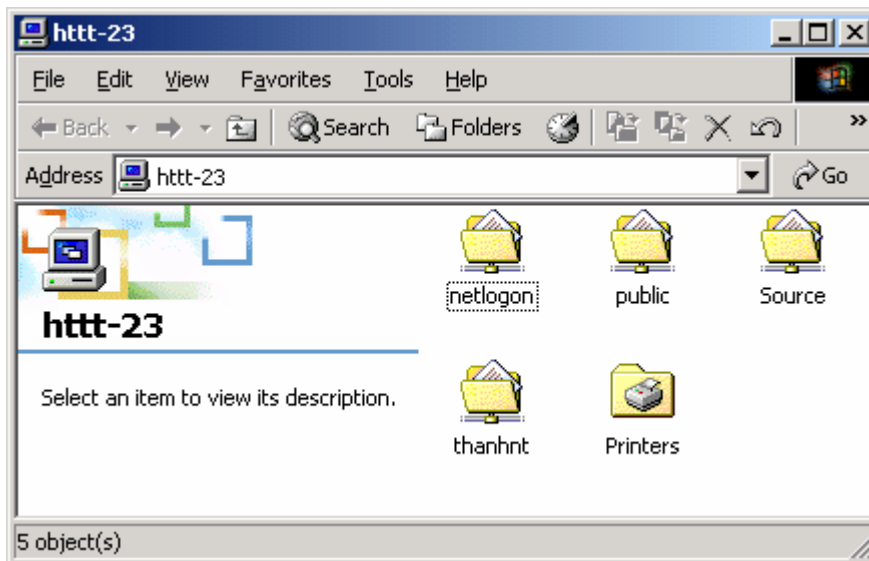 httt-23
File Edit View Favorites Tools Help
Back Search Folders »
Address httt-23 Go
netlogon public Source
httt-23
Select an item to view its description.
thanhnt Printers
5 object(s)